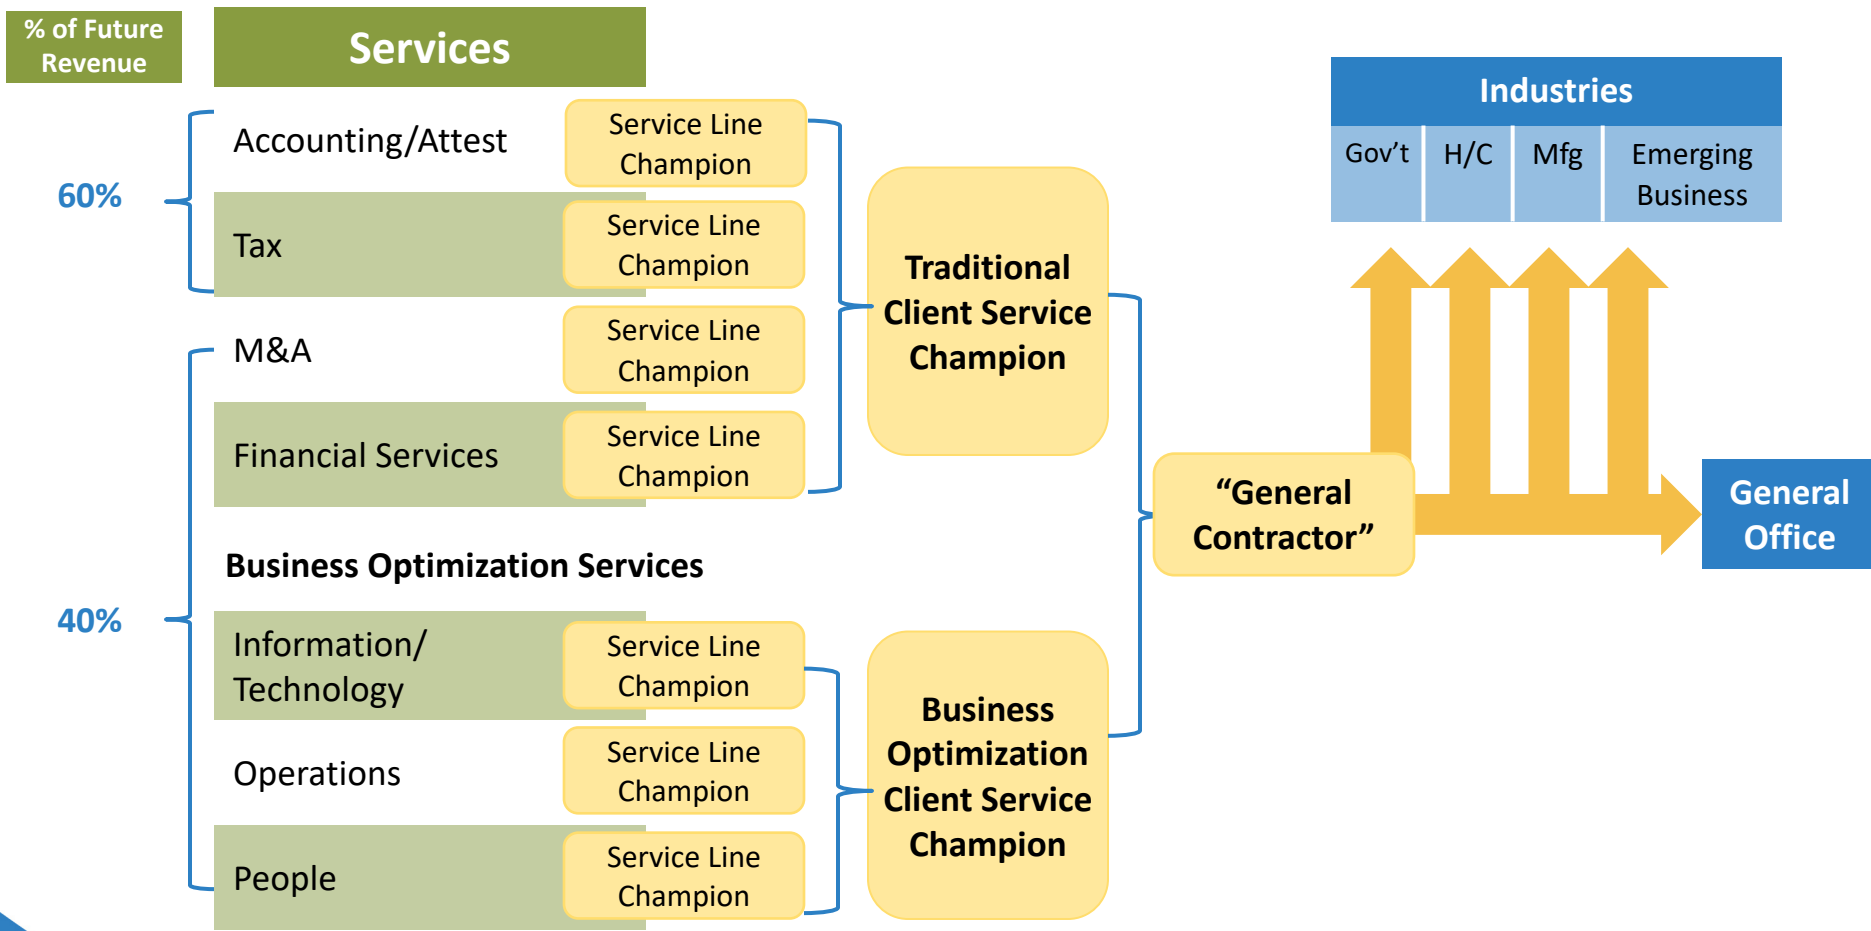 % of Future
Revenue
Services
Accounting/Attest
Service Line
Champion
60%
Tax
Service Line
Champion
M&A
Service Line
Champion
Financial Services
Service Line
Champion
Business Optimization Services
40%
Information/
Technology
Service Line
Champion
Operations
Service Line
Champion
People
Service Line
Champion
Traditional
Client Service
Champion
Business
Optimization
Client Service
Champion
“General
Contractor”
Industries
Gov’t
H/C
Mfg
Emerging
Business
General
Office